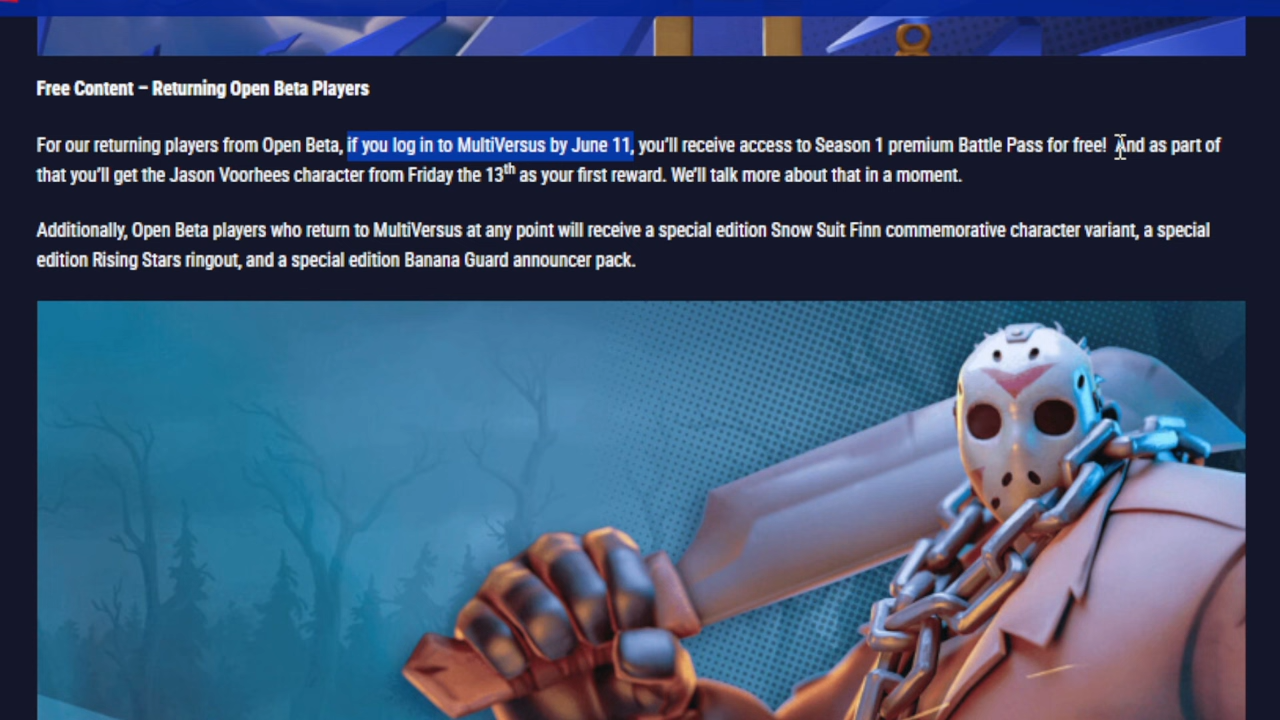 Free Content – Returning Open Beta Players
For our returning players from Open Beta, if you log in to MultiVersus by June 11, you’ll receive access to Season 1 premium Battle Pass for free! And as part of
that you’ll get the Jason Voorhees character from Friday the 13th as your first reward. We’ll talk more about that in a moment.
Additionally, Open Beta players who return to MultiVersus at any point will receive a special edition Snow Suit Finn commemorative character variant, a special
edition Rising Stars ringout, and a special edition Banana Guard announcer pack.